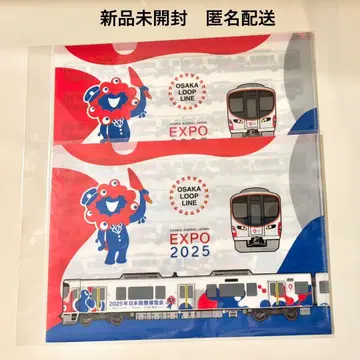 新品未開封 匿名配送
OSAKA
LOOP
LINE
OSAKA, KANSAI, JAPAN
EXPO
OSAKA
LOOP
LINE
OSAKA, KANSAI, JAPAN
EXPO
2025
2025年日本国際博覧会